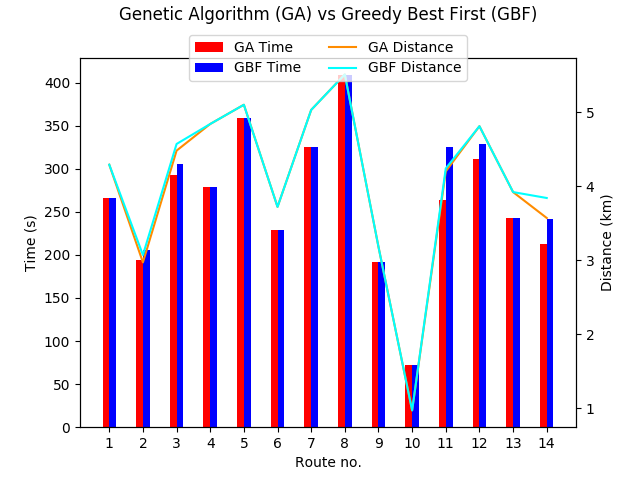 Genetic Algorithm (GA) vs Greedy Best First (GBF)
GA Time
GBF Time
GA Distance
GBF Distance
Time (s)
400
350
300
250
200
150
100
50
0
5
4
3
2
1
Distance (km)
1 2 3 4 5 6 7 8 9 10 11 12 13 14
Route no.